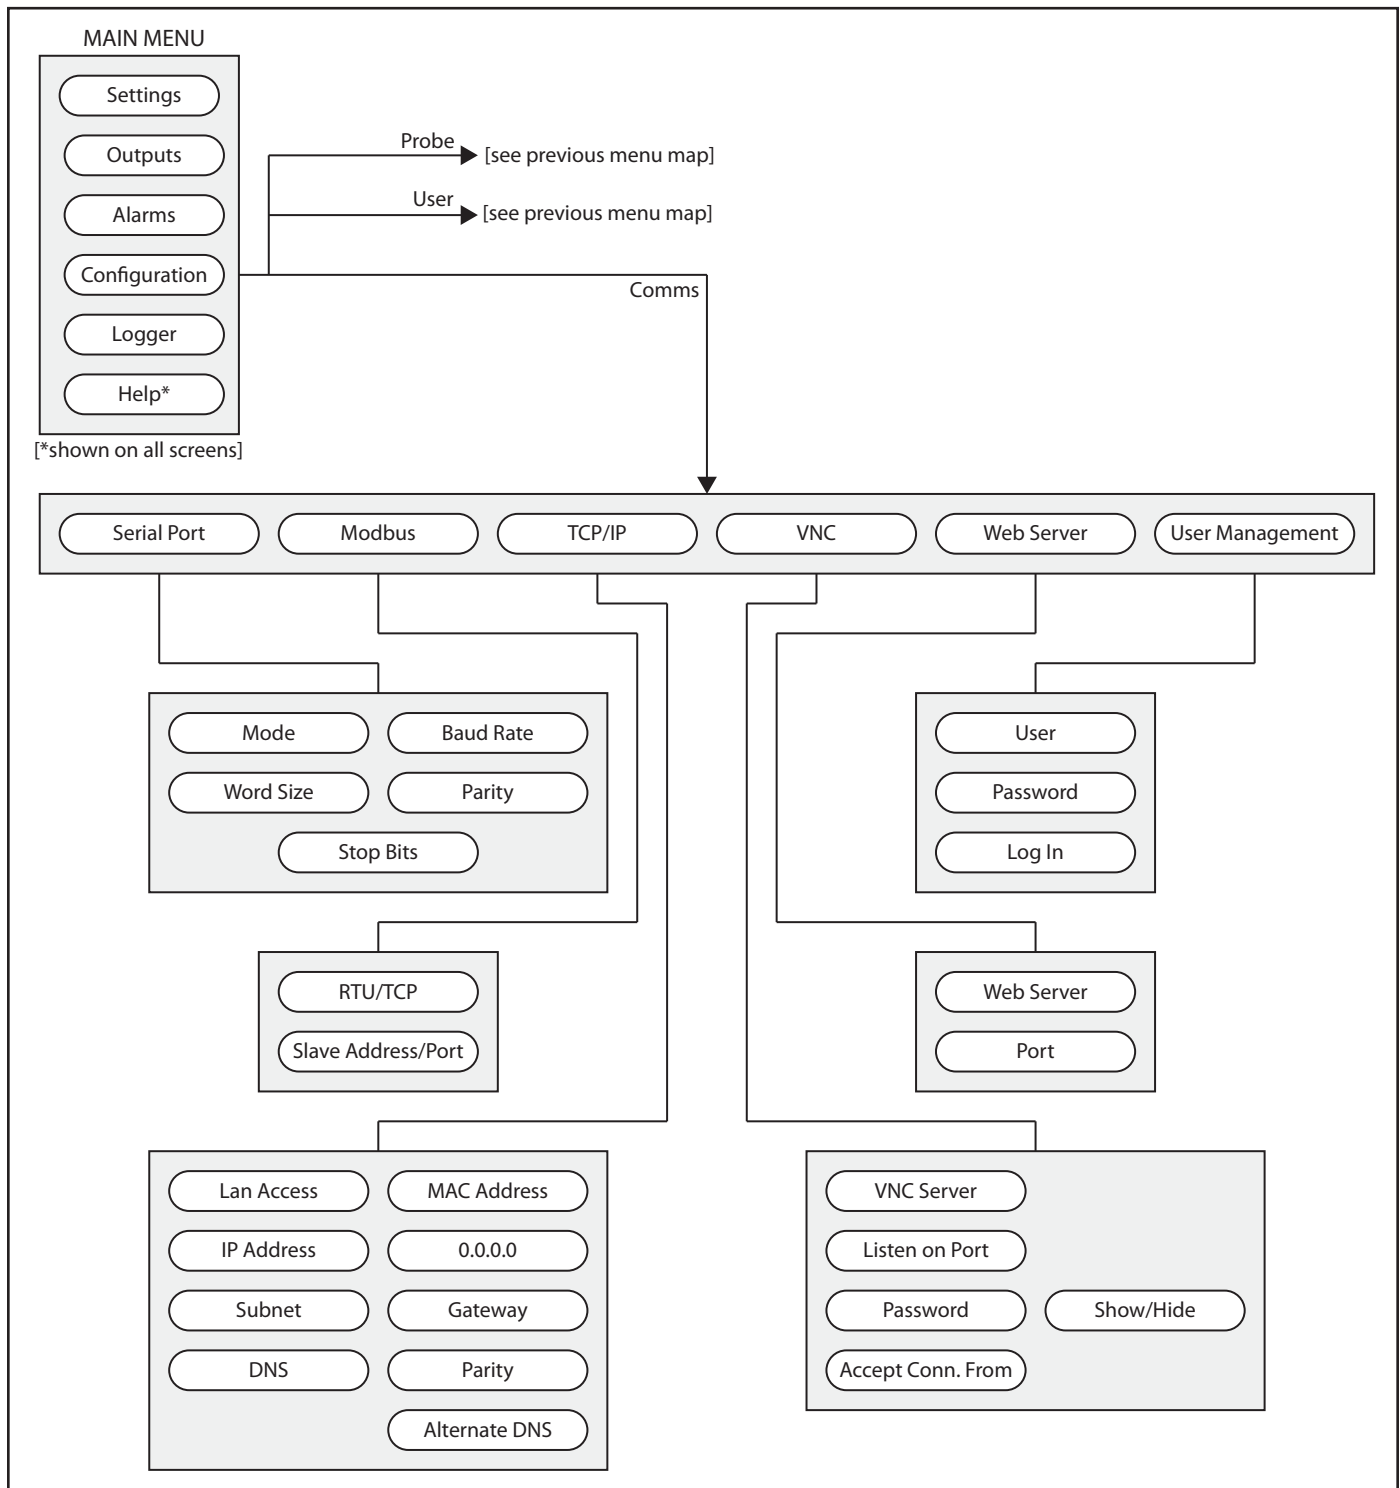 MAIN MENU
Settings
Outputs
Alarms
Configuration
Logger
Help*
[*shown on all screens]
Probe
[see previous menu map]
User
[see previous menu map]
Comms
Serial Port
Modbus
TCP/IP
VNC
Web Server
User Management
Mode
Baud Rate
Word Size
Parity
Stop Bits
User
Password
Log In
RTU/TCP
Slave Address/Port
Web Server
Port
Lan Access
MAC Address
IP Address
0.0.0.0
Subnet
Gateway
DNS
Parity
Alternate DNS
VNC Server
Listen on Port
Password
Show/Hide
Accept Conn. From